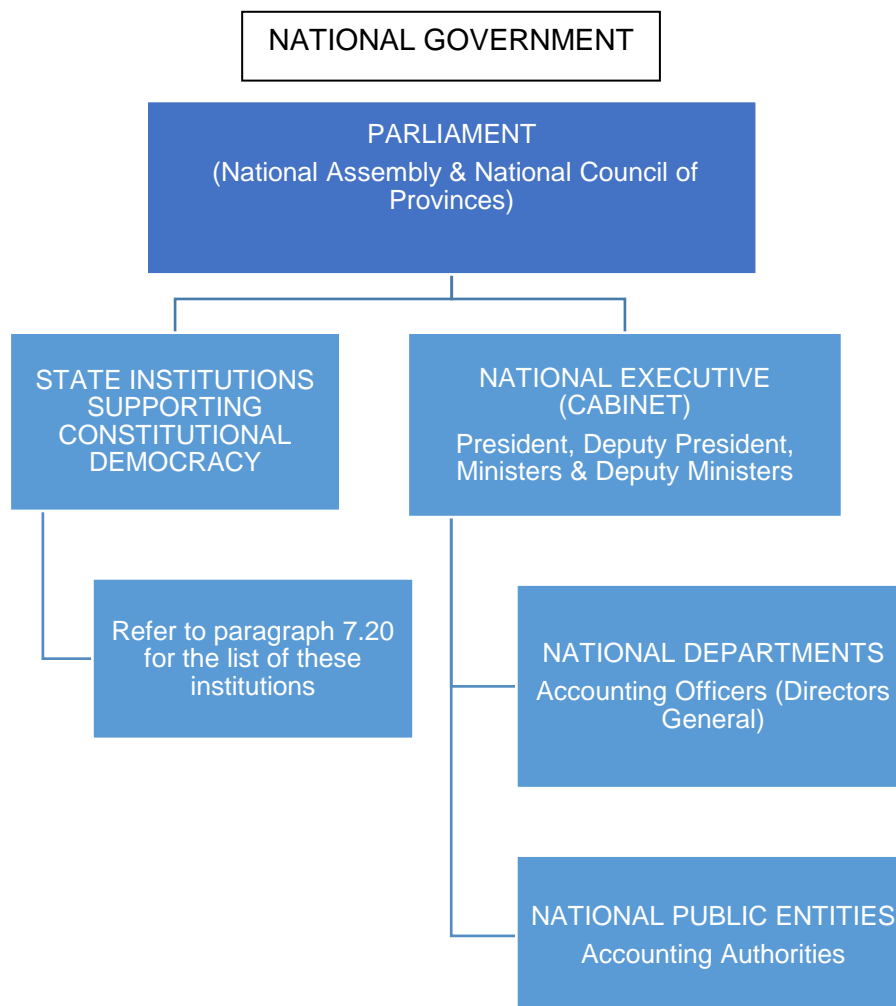 NATIONAL GOVERNMENT
PARLIAMENT
(National Assembly & National Council of
Provinces)
STATE INSTITUTIONS
SUPPORTING
CONSTITUTIONAL
DEMOCRACY
NATIONAL EXECUTIVE
(CABINET)
President, Deputy President,
Ministers & Deputy Ministers
Refer to paragraph 7.20
for the list of these
institutions
NATIONAL DEPARTMENTS
Accounting Officers (Directors
General)
NATIONAL PUBLIC ENTITIES
Accounting Authorities